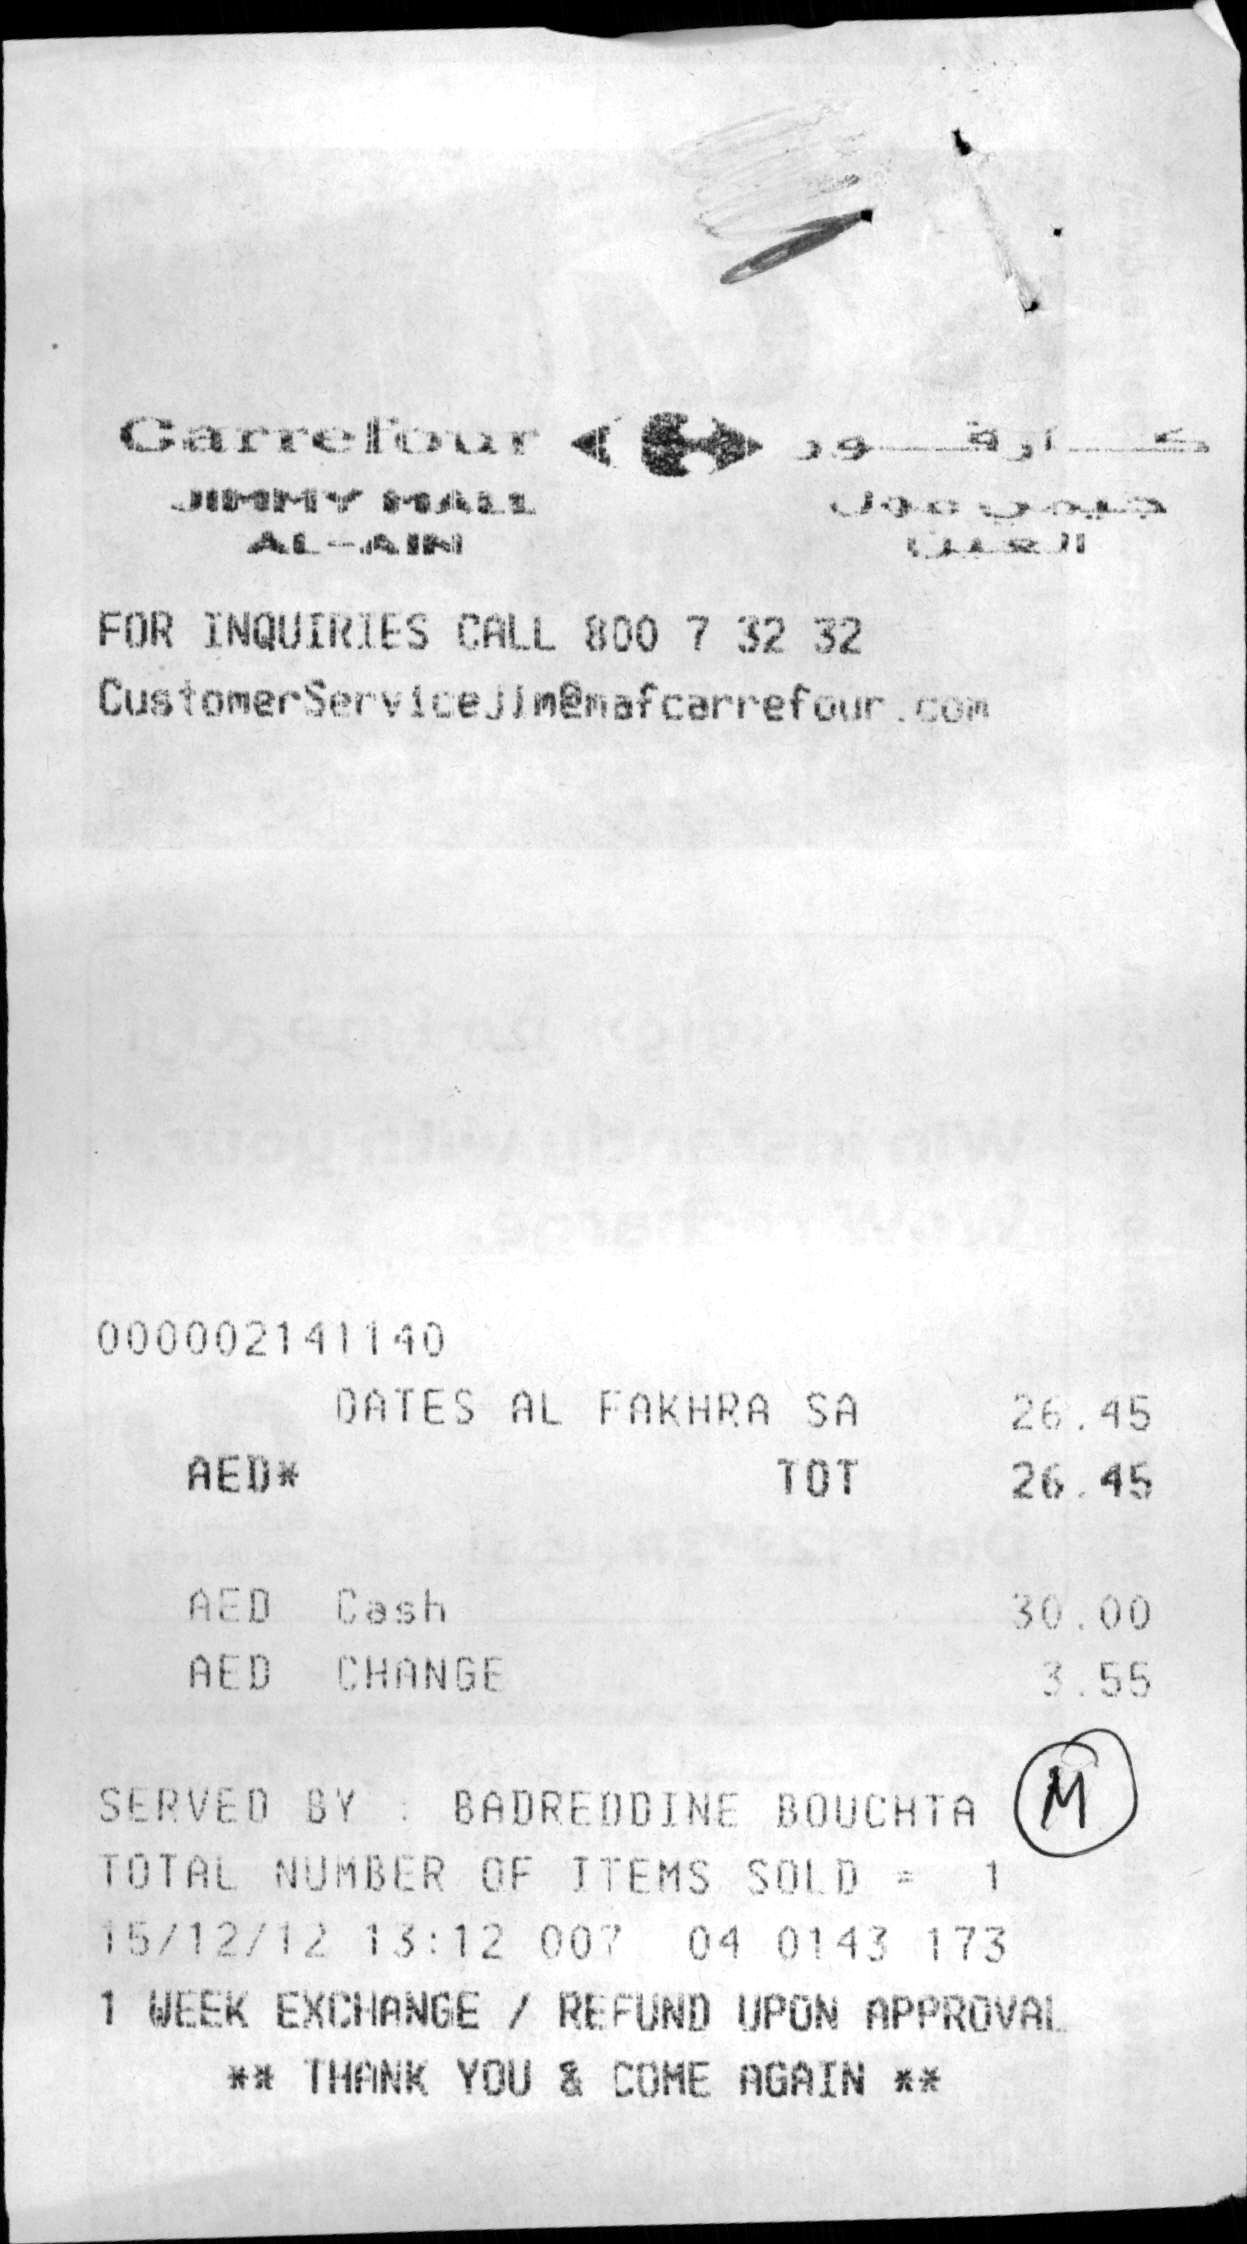 Carrefour كارفور
JIMMY MALL جيمي مول
AL-AIN العين
FOR INQUIRIES CALL 800 7 32 32
CustomerServicejim@mafcarrefour.com
000002141140
DATES AL FAKHRA SA 26.45
AED* TOT 26.45
AED Cash 30.00
AED CHANGE 3.55
M
SERVED BY : BADREDDINE BOUCHTA
TOTAL NUMBER OF ITEMS SOLD = 1
15/12/12 13:12 007 04 0143 173
1 WEEK EXCHANGE / REFUND UPON APPROVAL
** THANK YOU & COME AGAIN **